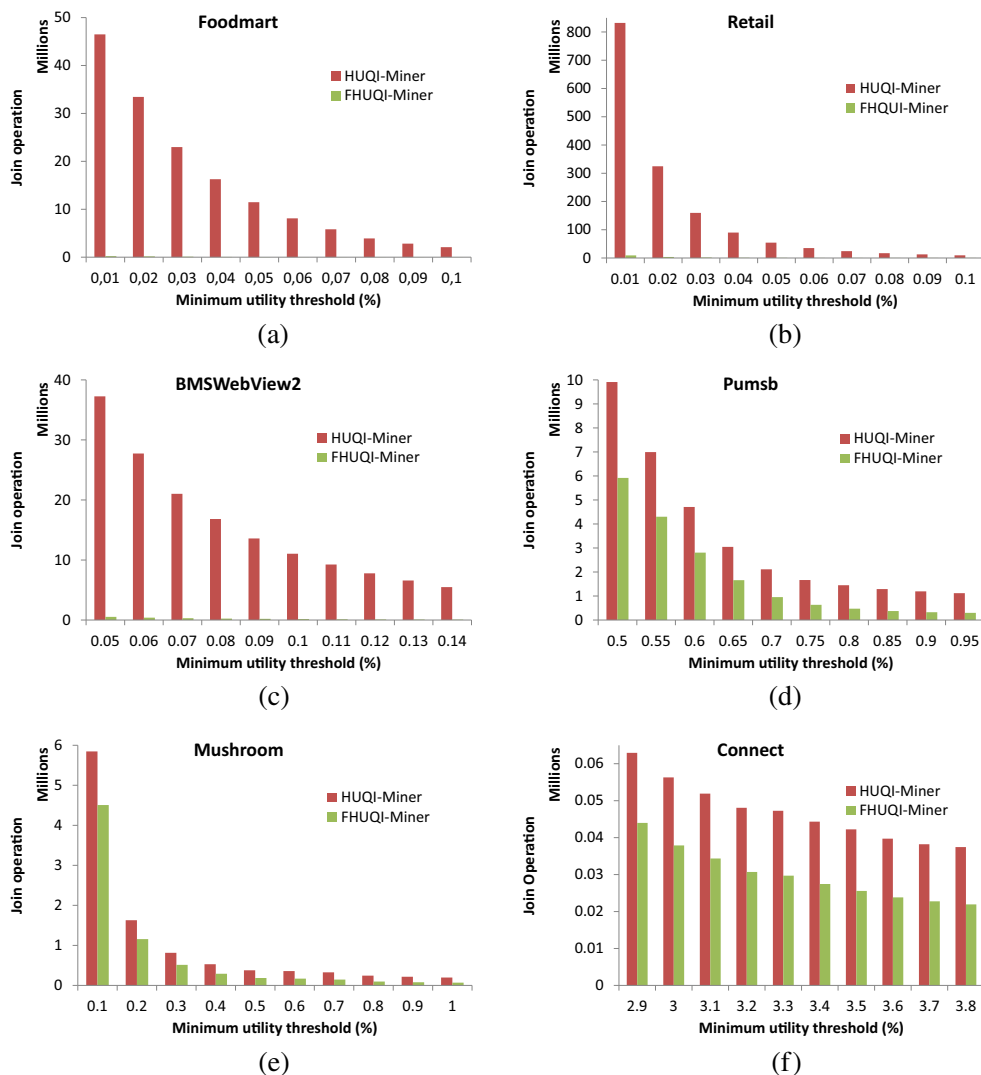 Foodmart
Millions
Join operation
50
40
30
20
10
0
HUQI-Miner
FHUQI-Miner
0,01 0,02 0,03 0,04 0,05 0,06 0,07 0,08 0,09 0,1
Minimum utility threshold (%)
(a)
Retail
Millions
Join operation
800
700
600
500
400
300
200
100
0
HUQI-Miner
FHQUI-Miner
0.01 0.02 0.03 0.04 0.05 0.06 0.07 0.08 0.09 0.1
Minimum utility threshold (%)
(b)
BMSWebView2
Millions
Join operation
40
30
20
10
0
HUQI-Miner
FHUQI-Miner
0.05 0.06 0.07 0.08 0.09 0.1 0.11 0.12 0.13 0.14
Minimum utility threshold (%)
(c)
Pumsb
Millions
Join operation
10
9
8
7
6
5
4
3
2
1
0
HUQI-Miner
FHUQI-Miner
0.5 0.55 0.6 0.65 0.7 0.75 0.8 0.85 0.9 0.95
Minimum utility threshold (%)
(d)
Mushroom
Millions
Join operation
6
5
4
3
2
1
0
HUQI-Miner
FHUQI-Miner
0.1 0.2 0.3 0.4 0.5 0.6 0.7 0.8 0.9 1
Minimum utility threshold (%)
(e)
Connect
Millions
Join Operation
0.06
0.05
0.04
0.03
0.02
0.01
0
HUQI-Miner
FHUQI-Miner
2.9 3 3.1 3.2 3.3 3.4 3.5 3.6 3.7 3.8
Minimum utility threshold (%)
(f)